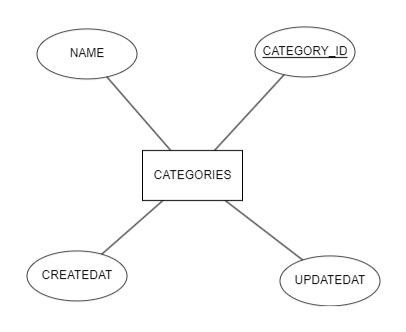 NAME
CATEGORY_ID
CATEGORIES
CREATEDAT
UPDATEDAT